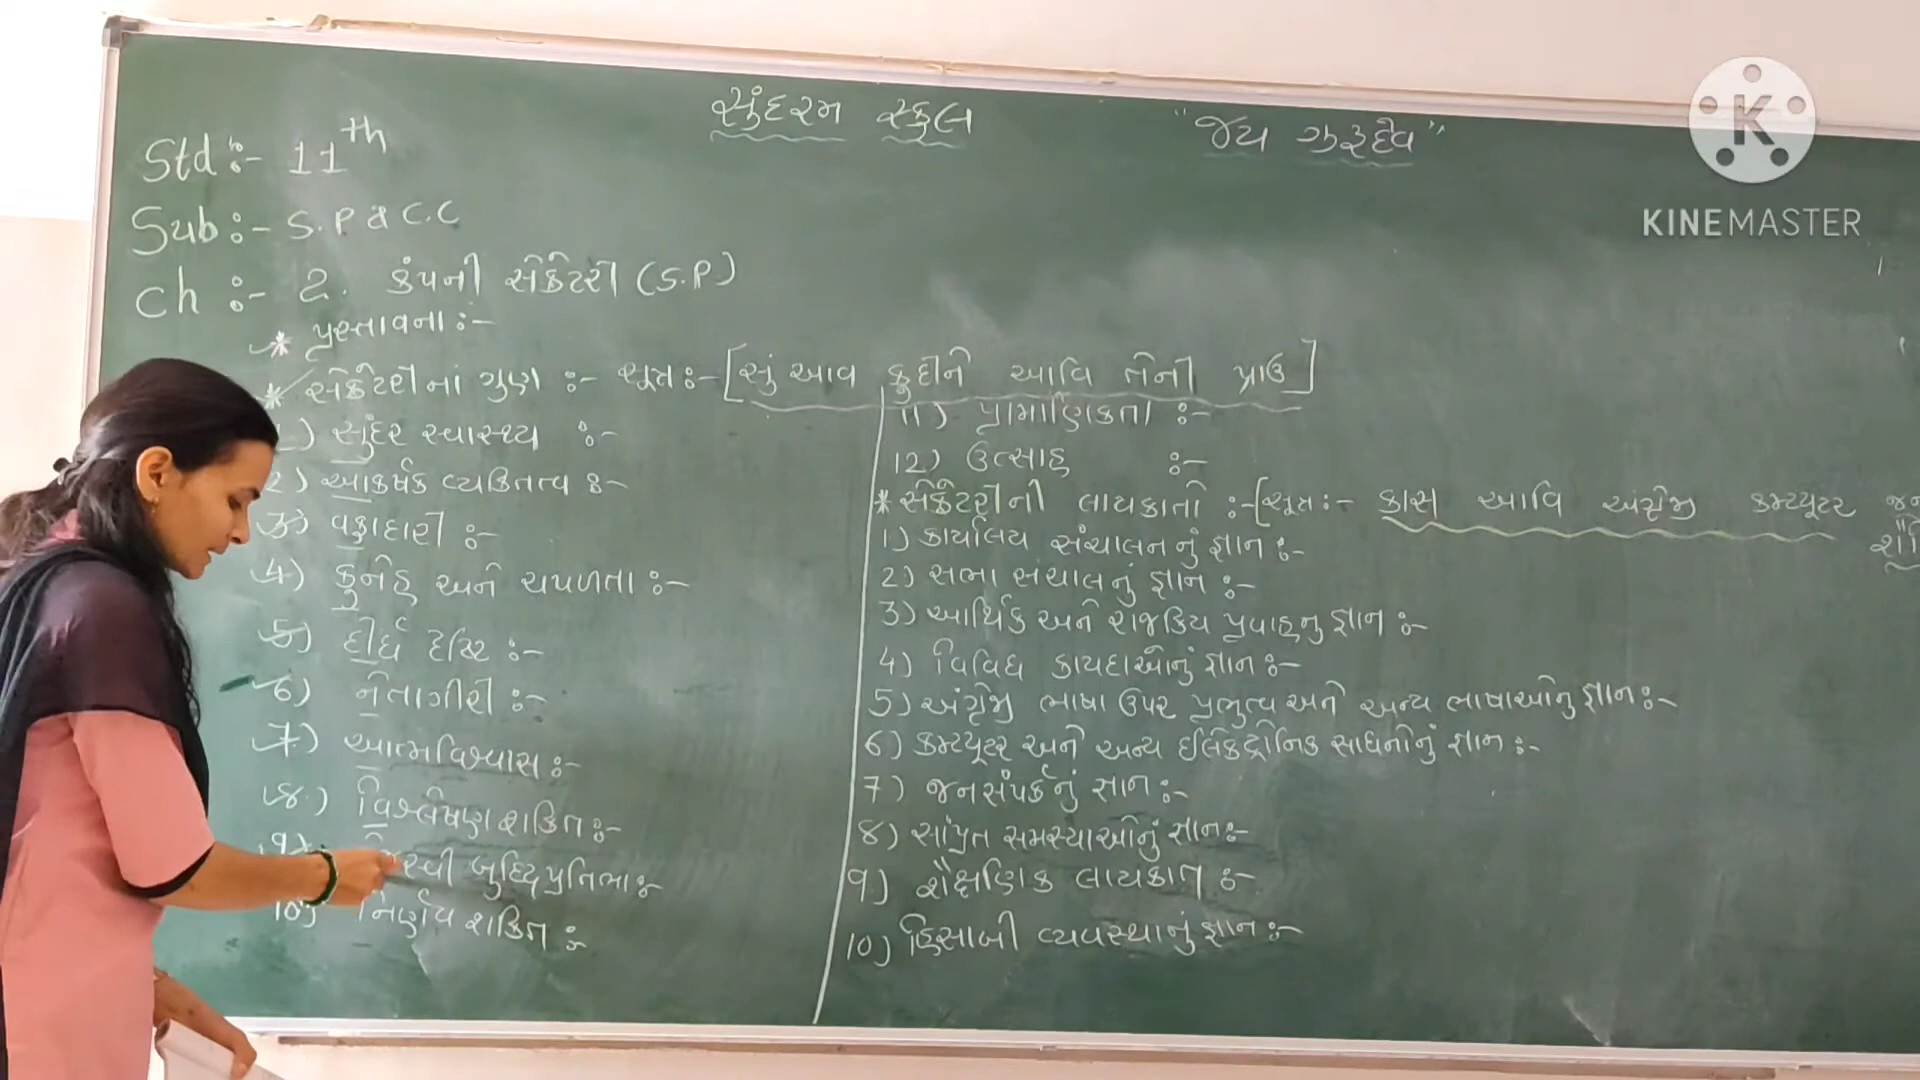 સુંદરમ સ્કુલ
"જય ગુરૂદેવ"
K
KINEMASTER
Std :- 11th
Sub :- S.P & C.C
Ch :- 2. કંપની સેક્રેટરી (S.P)
* પ્રસ્તાવના :-
* સેક્રેટરીનાં ગુણ :- સૂત્ર :- [સું આવ કુદીને આવિ તેની પ્રાઉ]
1) સુંદર સ્વાસ્થ્ય :-
2) આકર્ષક વ્યકિતત્વ :-
3) વફાદારી :-
4) કુનેહ અને ચપળતા :-
5) દીર્ઘ દ્રષ્ટિ :-
6) નેતાગીરી :-
7.) આત્મવિશ્વાસ :-
8.) વિશ્લેષણ શકિત :-
9) બુધ્ધિપ્રતિભા :-
10) નિર્ણય શકિત :-
11) પ્રામાણિકતા :-
12) ઉત્સાહ :-
* સેક્રેટરીની લાયકાતો :- [સૂત્ર :- કાસ આવિ અંગ્રેજી કમ્પ્યૂટર
1) કાર્યાલય સંચાલનનું જ્ઞાન :-
2) સભા સંચાલનું જ્ઞાન :-
3) આર્થિક અને રાજકિય પ્રવાહનુ જ્ઞાન :-
4) વિવિધ કાયદાઓનું જ્ઞાન :-
5) અંગ્રેજી ભાષા ઉપર પ્રભુત્વ અને અન્ય ભાષાઓનુ જ્ઞાન :-
6) કમ્પ્યૂટર અને અન્ય ઈલેકટ્રોનિક સાધનોનું જ્ઞાન :-
7) જનસંપર્કનું જ્ઞાન :-
8) સાંપ્રત સમસ્યાઓનું જ્ઞાન :-
9.) શૈક્ષણિક લાયકાત :-
10) હિસાબી વ્યવસ્થાનું જ્ઞાન :-